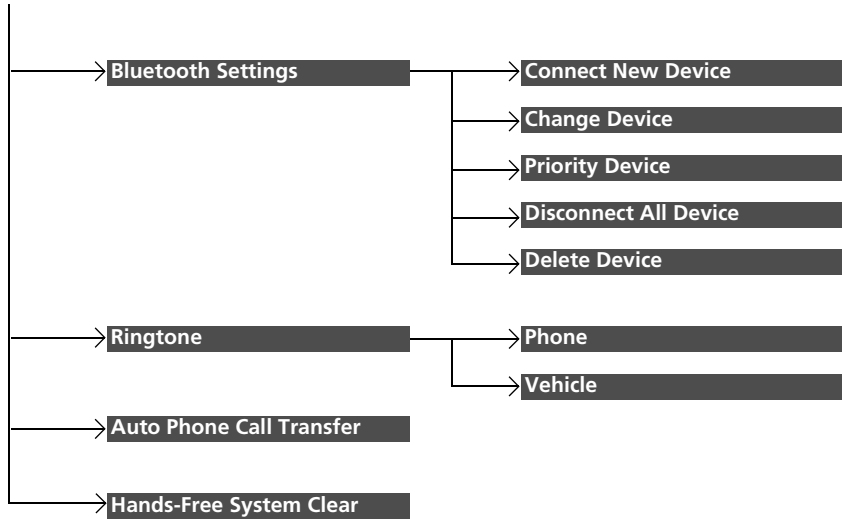 Bluetooth Settings
Connect New Device
Change Device
Priority Device
Disconnect All Device
Delete Device
Ringtone
Phone
Vehicle
Auto Phone Call Transfer
Hands-Free System Clear